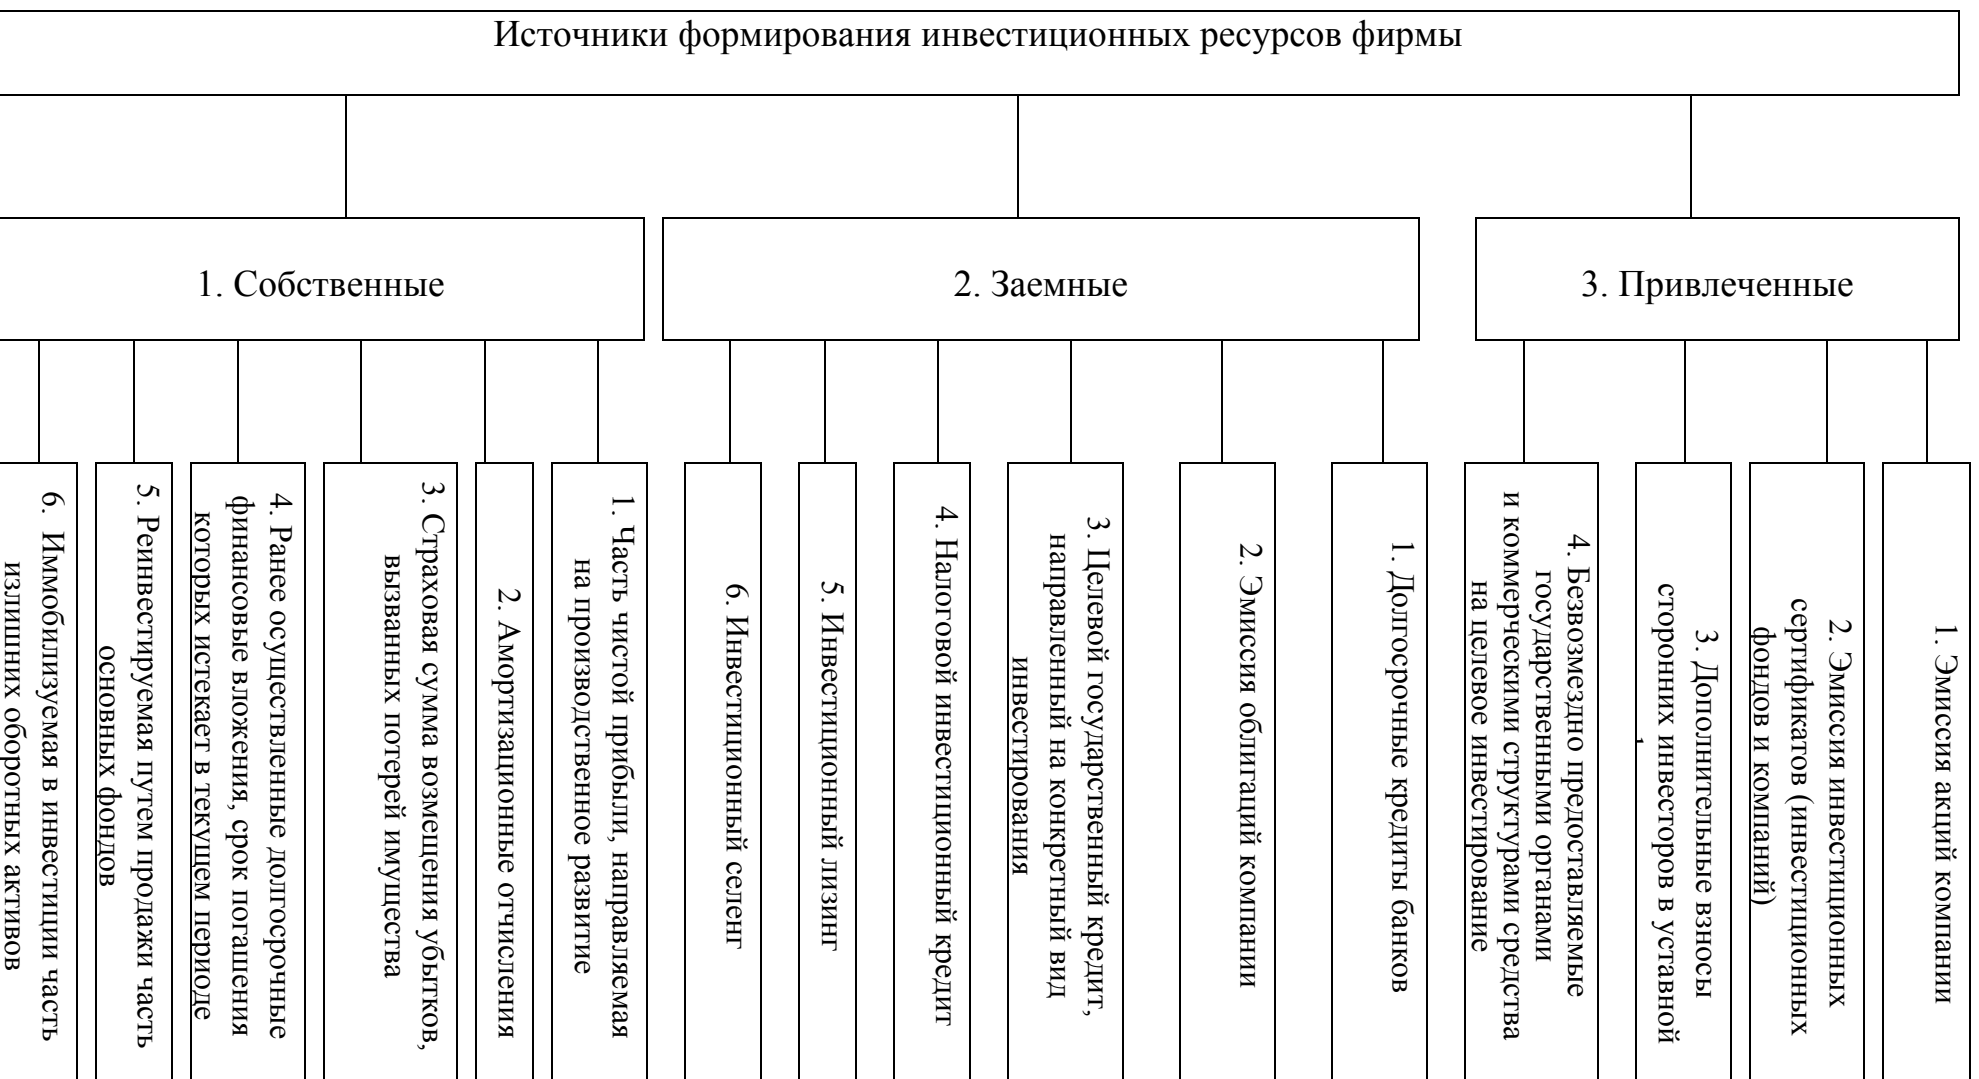 Источники формирования инвестиционных ресурсов фирмы
1. Собственные
2. Заемные
3. Привлеченные
6. Иммобилизуемая в инвестиции часть
излишних оборотных активов
5. Реинвестируемая путем продажи часть
основных фондов
4. Ранее осуществленные долгосрочные
финансовые вложения, срок погашения
которых истекает в текущем периоде
3. Страховая сумма возмещения убытков,
вызванных потерей имущества
2. Амортизационные отчисления
1. Часть чистой прибыли, направляемая
на производственное развитие
6. Инвестиционный селенг
5. Инвестиционный лизинг
4. Налоговой инвестиционный кредит
3. Целевой государственный кредит,
направленный на конкретный вид
инвестирования
2. Эмиссия облигаций компании
1. Долгосрочные кредиты банков
4. Безвозмездно предоставляемые
государственными органами
и коммерческими структурами средства
на целевое инвестирование
3. Дополнительные взносы
сторонних инвесторов в уставной
2. Эмиссия инвестиционных
сертификатов (инвестиционных
фондов и компаний)
1. Эмиссия акций компании